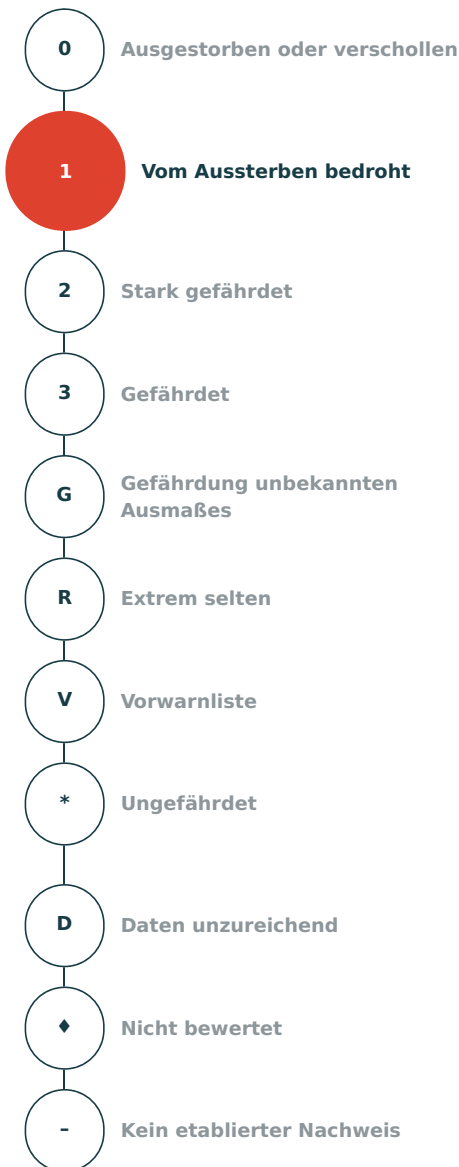 0 Ausgestorben oder verschollen
1 Vom Aussterben bedroht
2 Stark gefährdet
3 Gefährdet
G Gefährdung unbekannten
Ausmaßes
R Extrem selten
V Vorwarnliste
* Ungefährdet
D Daten unzureichend
♦ Nicht bewertet
– Kein etablierter Nachweis